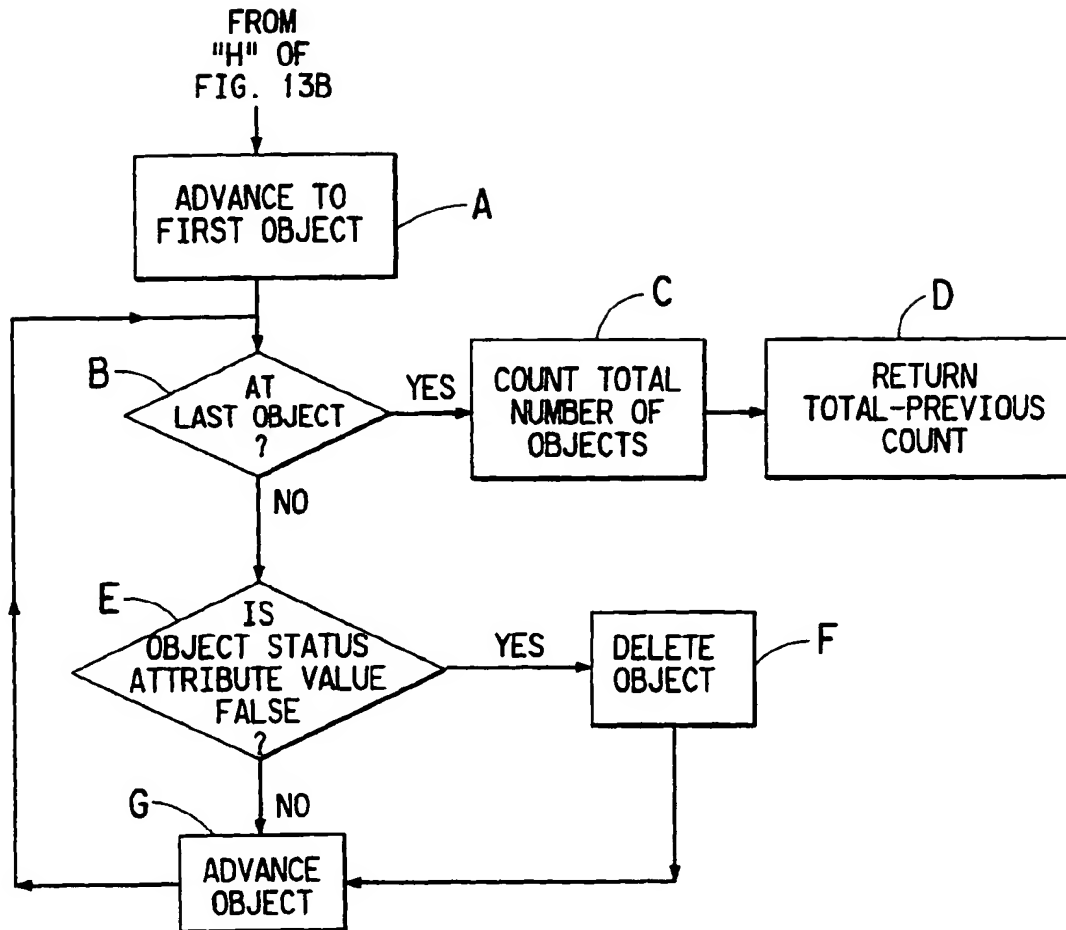 FROM
"H" OF
FIG. 13B
ADVANCE TO
FIRST OBJECT
A
B
AT
LAST OBJECT
?
YES
C
COUNT TOTAL
NUMBER OF
OBJECTS
D
RETURN
TOTAL-PREVIOUS
COUNT
NO
E
IS
OBJECT STATUS
ATTRIBUTE VALUE
FALSE
?
YES
DELETE
OBJECT
F
NO
G
ADVANCE
OBJECT